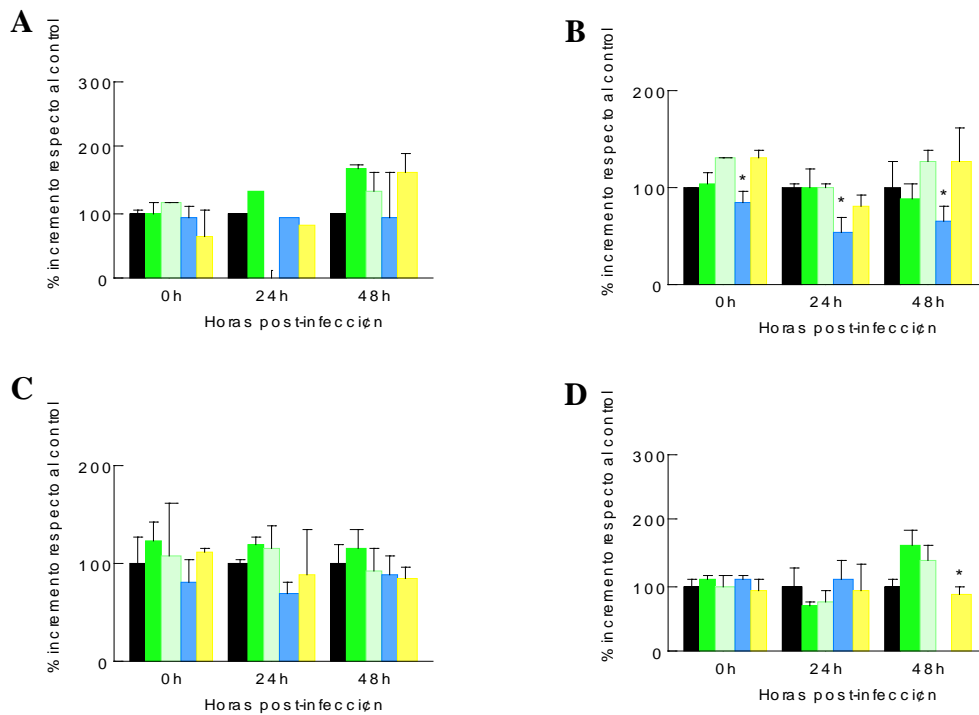 A
% incremento respecto al control
300
200
100
0
0h 24h 48h
Horas post-infecci¢n
B
% incremento respecto al control
200
100
0
* * *
0h 24h 48h
Horas post-infecci¢n
C
% incremento respecto al control
200
100
0
0h 24h 48h
Horas post-infecci¢n
D
% incremento respecto al control
300
200
100
0
*
0h 24h 48h
Horas post-infecci¢n